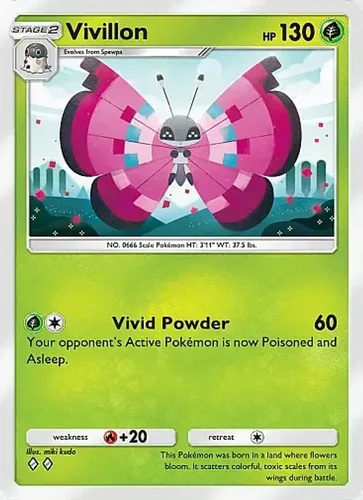 STAGE 2 Vivillon HP 130
Evolves from Spewpa
NO. 0666 Scale Pokémon HT: 3'11" WT: 37.5 lbs.
Vivid Powder 60
Your opponent's Active Pokémon is now Poisoned and
Asleep.
weakness +20 retreat
Illus. miki kudo
This Pokémon was born in a land where flowers
bloom. It scatters colorful, toxic scales from its
wings during battle.